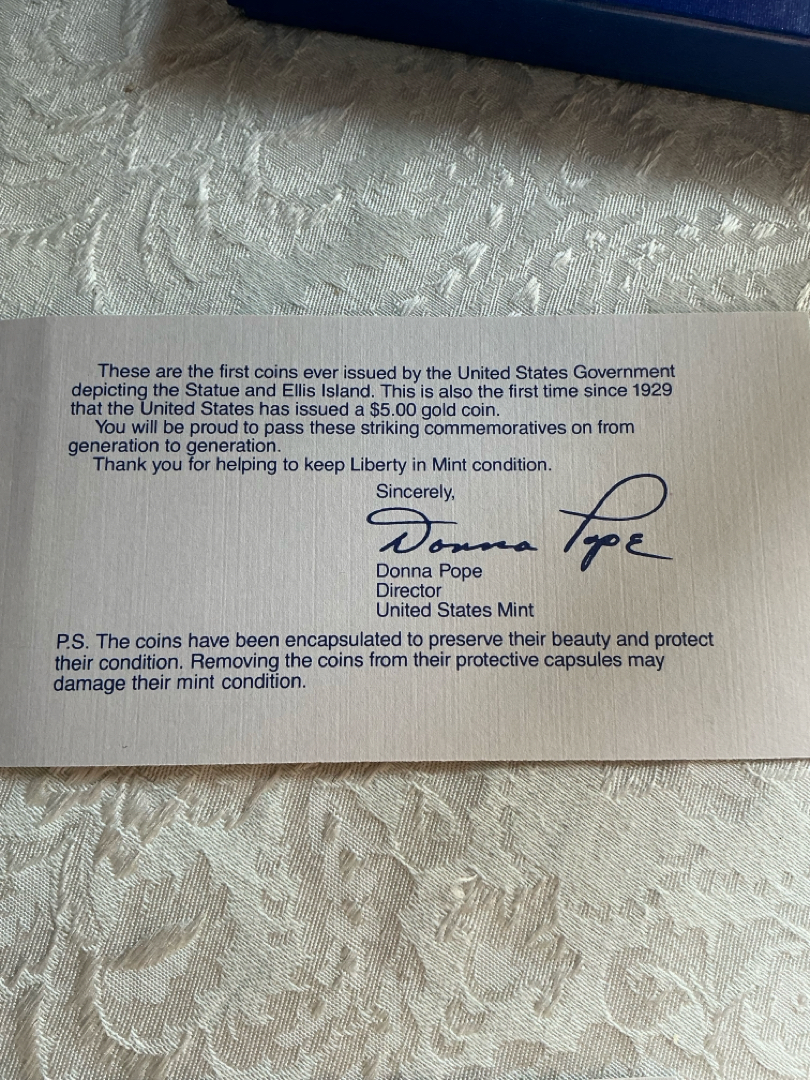 These are the first coins ever issued by the United States Government
depicting the Statue and Ellis Island. This is also the first time since 1929
that the United States has issued a $5.00 gold coin.
You will be proud to pass these striking commemoratives on from
generation to generation.
Thank you for helping to keep Liberty in Mint condition.
Sincerely,
Donna Pope
Donna Pope
Director
United States Mint
P.S. The coins have been encapsulated to preserve their beauty and protect
their condition. Removing the coins from their protective capsules may
damage their mint condition.